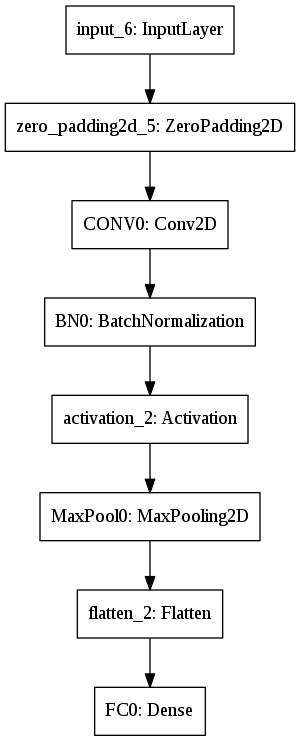 input_6: InputLayer
zero_padding2d_5: ZeroPadding2D
CONV0: Conv2D
BN0: BatchNormalization
activation_2: Activation
MaxPool0: MaxPooling2D
flatten_2: Flatten
FC0: Dense